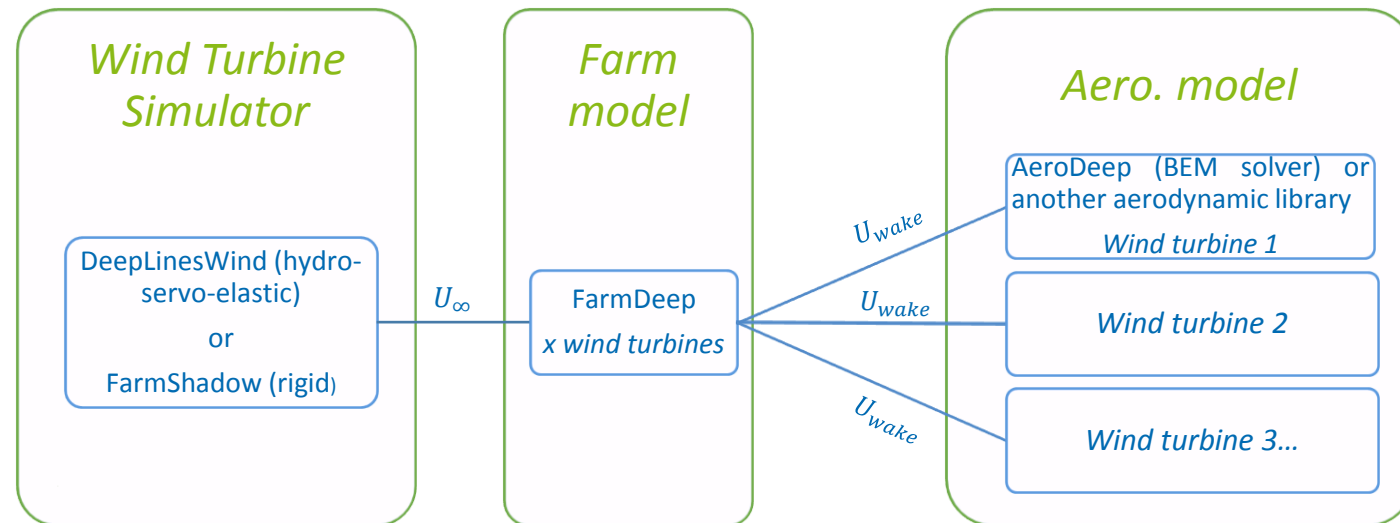 Wind Turbine
Simulator
DeepLinesWind (hydro-
servo-elastic)
or
FarmShadow (rigid)
U∞
Farm
model
FarmDeep
x wind turbines
U_wake
U_wake
U_wake
Aero. model
AeroDeep (BEM solver) or
another aerodynamic library
Wind turbine 1
Wind turbine 2
Wind turbine 3...